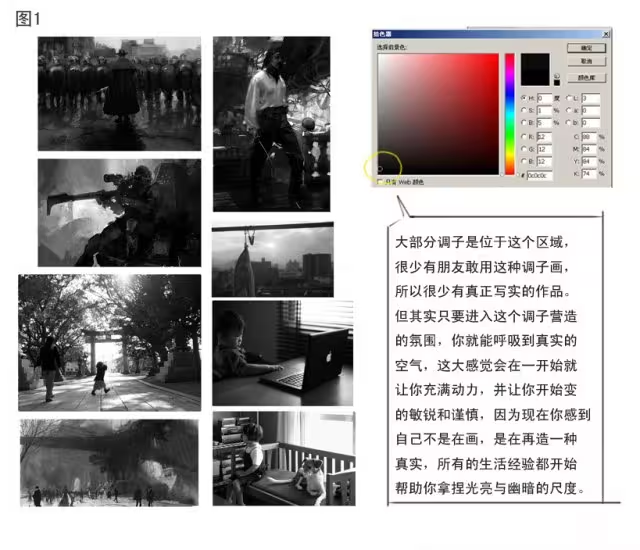 图1
拾色器
选择前景色:
确定
取消
颜色库
H: 0 度
S: 1 %
B: 5 %
R: 12
G: 12
B: 12
# 0c0c0c
L: 3
a: 0
b: 0
C: 88 %
M: 84 %
Y: 84 %
K: 74 %
只有 Web 颜色
大部分调子是位于这个区域，
很少有朋友敢用这种调子画，
所以很少有真正写实的作品。
但其实只要进入这个调子营造
的氛围，你就能呼吸到真实的
空气，这大感觉会在一开始就
让你充满动力，并让你开始变
的敏锐和谨慎，因为现在你感到
自己不是在画，是在再造一种
真实，所有的生活经验都开始
帮助你拿捏光亮与幽暗的尺度。